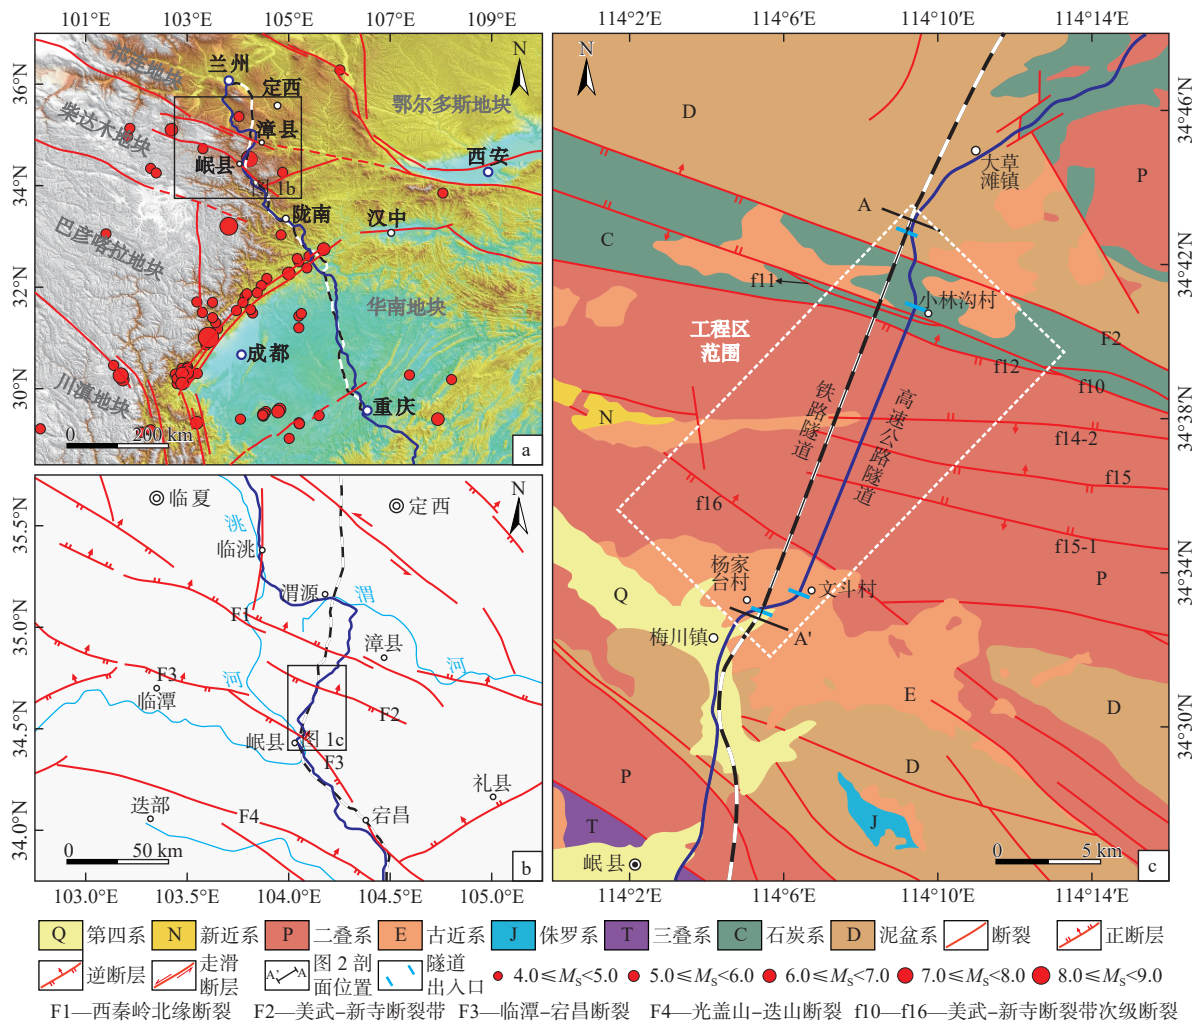 101°E 103°E 105°E 107°E 109°E
36°N
34°N
32°N
30°N
N
祁连地块
兰州
定西
鄂尔多斯地块
柴达木地块
漳县
岷县
西安
图 1b
陇南
汉中
巴彦喀拉地块
华南地块
成都
川滇地块
重庆
0 200 km
a
35.5°N
35.0°N
34.5°N
34.0°N
临夏
定西
N
洮
临洮
渭源
渭
F1
漳县
河
河
F3
临潭
F2
岷县
图 1c
F3
礼县
迭部
F4
宕昌
0 50 km
b
103.0°E 103.5°E 104.0°E 104.5°E 105.0°E
114°2′E 114°6′E 114°10′E 114°14′E
34°46′N
34°42′N
34°38′N
34°34′N
34°30′N
N
D
大草
滩镇
P
A
C
f11
小林沟村
工程区
范围
F2
f12
f10
N
铁路隧道
高速公路隧道
f14-2
f15
f16
f15-1
杨家
台村
P
Q
文斗村
梅川镇
A'
E
D
D
P
T
J
岷县
0 5 km
c
114°2′E 114°6′E 114°10′E 114°14′E
Q 第四系 N 新近系 P 二叠系 E 古近系 J 侏罗系 T 三叠系 C 石炭系 D 泥盆系 断裂 正断层
逆断层 走滑断层 A' A 图 2 剖面位置 隧道出入口 4.0≤Ms<5.0 5.0≤Ms<6.0 6.0≤Ms<7.0 7.0≤Ms<8.0 8.0≤Ms<9.0
F1—西秦岭北缘断裂 F2—美武-新寺断裂带 F3—临潭-宕昌断裂 F4—光盖山-迭山断裂 f10—f16—美武-新寺断裂带次级断裂